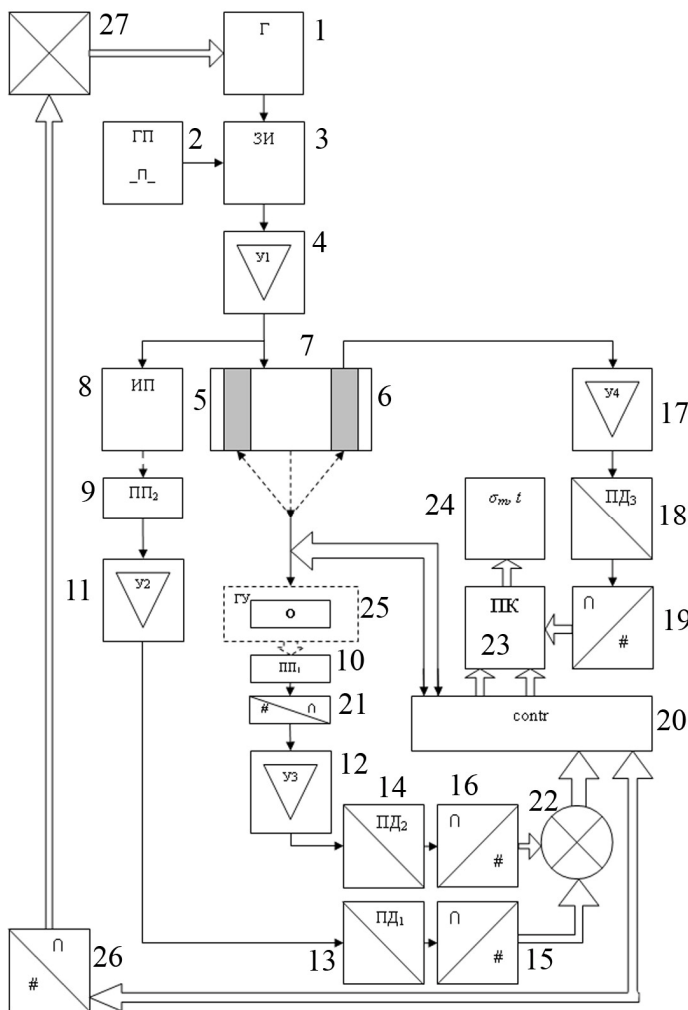 27
Г
1
ГП
_П_
2
ЗИ
3
У1
4
7
8
ИП
5
6
У4
17
9
ПП₂
24
σₘ, t
ПД₃
18
11
У2
ГУ
О
25
ПК
23
∩
#
19
ПП₁
10
# ∩
21
contr
20
У3
12
14
ПД₂
16
∩
#
22
ПД₁
13
∩
#
15
∩
#
26